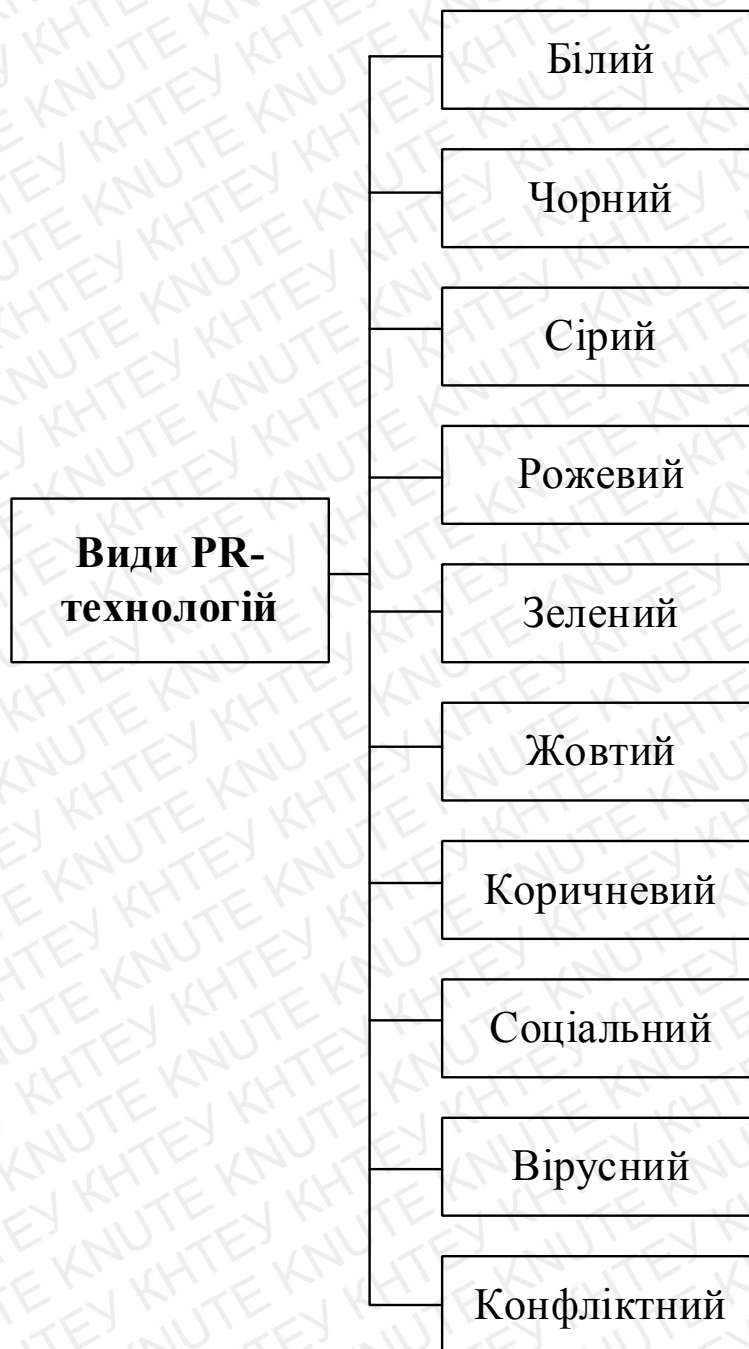 Білий
Чорний
Сірий
Рожевий
Види PR-
технологій
Зелений
Жовтий
Коричневий
Соціальний
Вірусний
Конфліктний